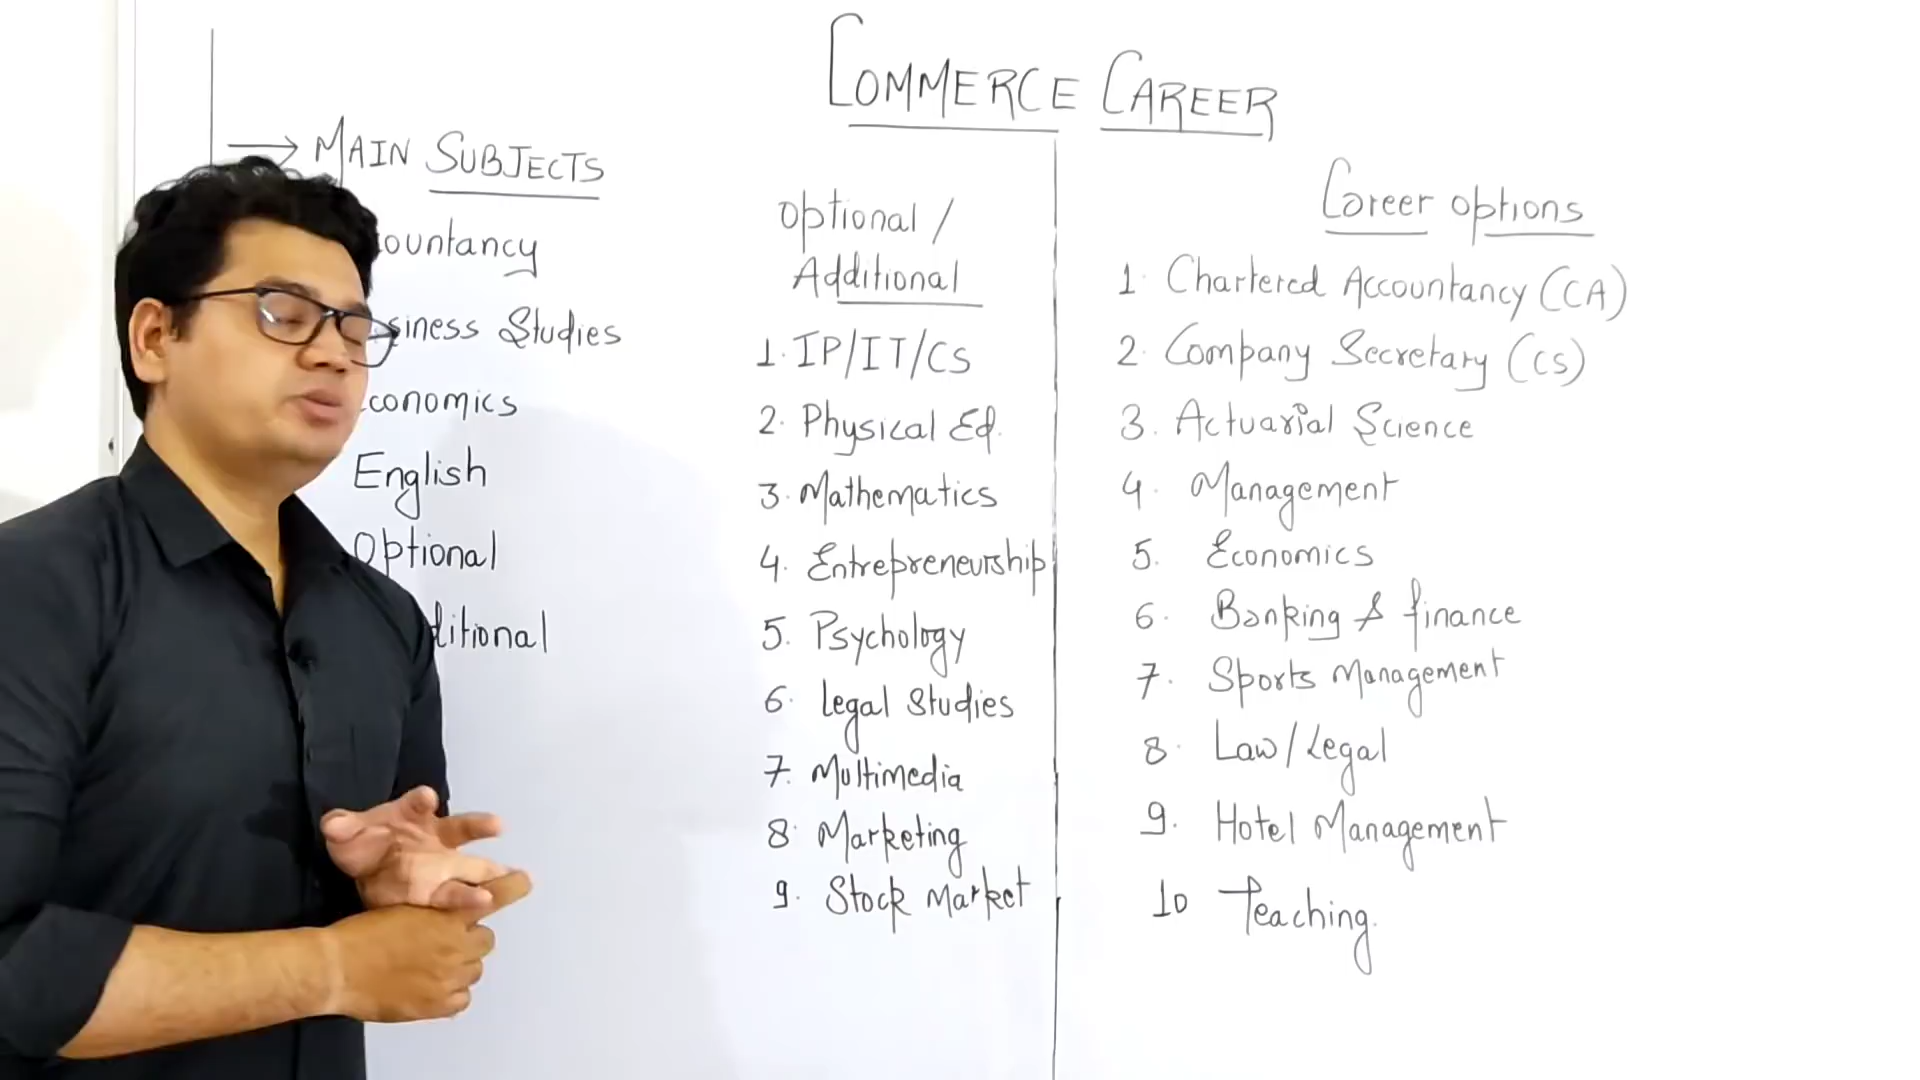 COMMERCE CAREER
→ MAIN SUBJECTS
ountancy
siness Studies
conomics
English
Optional
ditional
Optional /
Additional
1. IP/IT/CS
2. Physical Ed.
3. Mathematics
4. Entrepreneurship
5. Psychology
6. Legal Studies
7. Multimedia
8. Marketing
9. Stock Market
Career options
1. Chartered Accountancy (CA)
2. Company Secretary (CS)
3. Actuarial Science
4. Management
5. Economics
6. Banking & finance
7. Sports Management
8. Law/Legal
9. Hotel Management
10 Teaching.